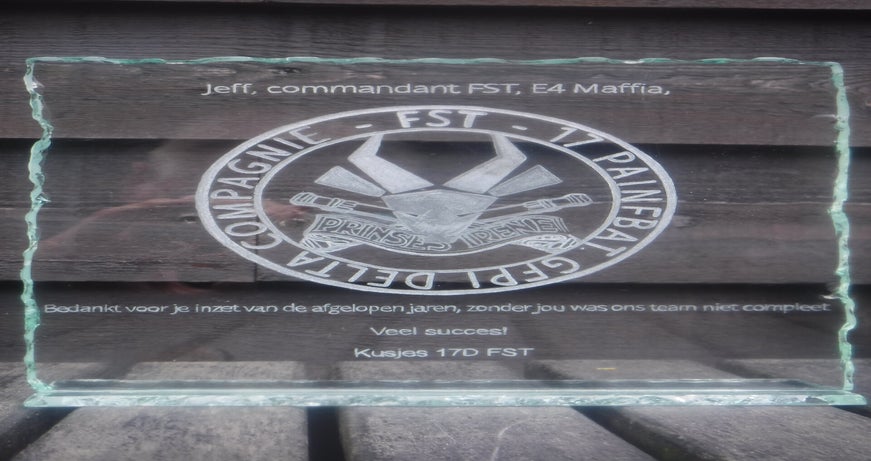 Jeff, commandant FST, E4 Maffia,
DELTA COMPAGNIE - FST - 17 PAINFBAT GFPI
PRINSES IRENE
Bedankt voor je inzet van de afgelopen jaren, zonder jou was ons team niet compleet
Veel succes!
Kusjes 17D FST